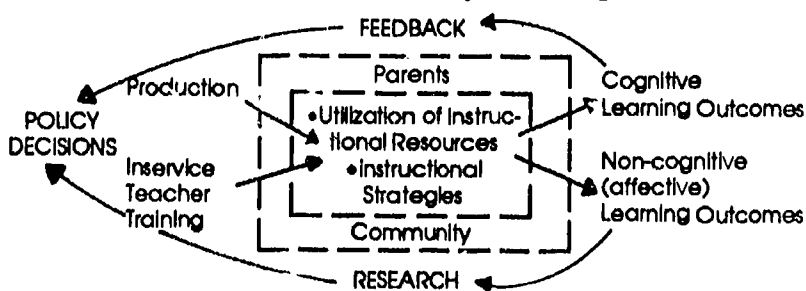 FEEDBACK
Parents
Production
Cognitive
Learning Outcomes
•Utilization of Instruc-
tional Resources
•instructional
Strategies
POLICY
DECISIONS
Inservice
Teacher
Training
Non-cognitive
(affective)
Learning Outcomes
Community
RESEARCH